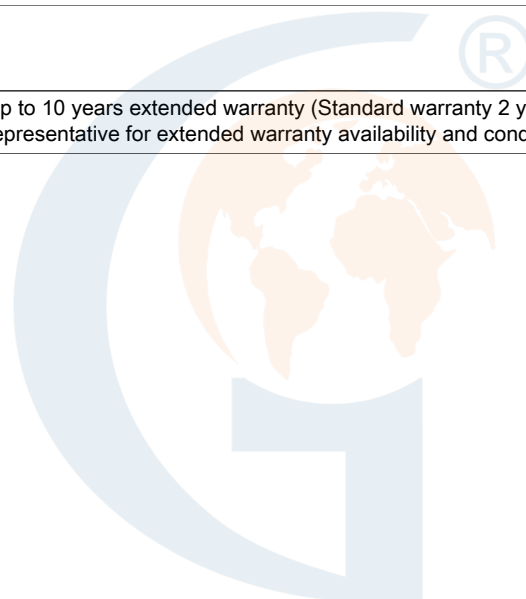 ®
p to 10 years extended warranty (Standard warranty 2 y
epresentative for extended warranty availability and cond